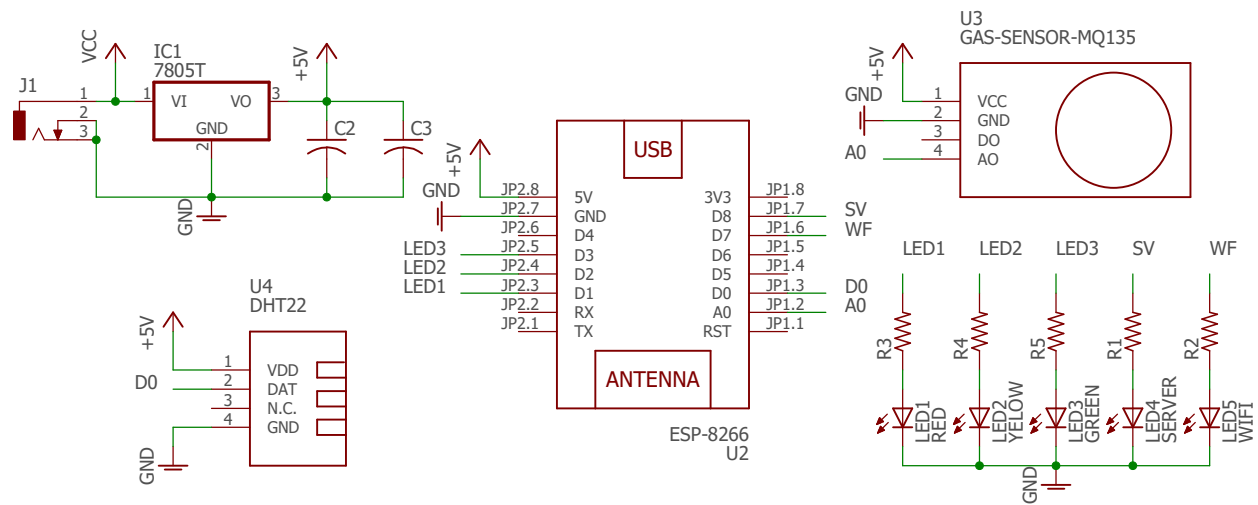 VCC
J1
1
2
3
IC1
7805T
1
VI
VO
3
GND
2
GND
+5V
C2
C3
U4
DHT22
+5V
D0
GND
1
2
3
4
VDD
DAT
N.C.
GND
+5V
GND
LED3
LED2
LED1
JP2.8
JP2.7
JP2.6
JP2.5
JP2.4
JP2.3
JP2.2
JP2.1
USB
5V
GND
D4
D3
D2
D1
RX
TX
3V3
D8
D7
D6
D5
D0
A0
RST
ANTENNA
ESP-8266
U2
JP1.8
JP1.7
JP1.6
JP1.5
JP1.4
JP1.3
JP1.2
JP1.1
SV
WF
D0
A0
U3
GAS-SENSOR-MQ135
+5V
GND
A0
1
2
3
4
VCC
GND
DO
AO
LED1
LED2
LED3
SV
WF
R3
R4
R5
R1
R2
LED1
RED
LED2
YELOW
LED3
GREEN
LED4
SERVER
LED5
WIFI
GND